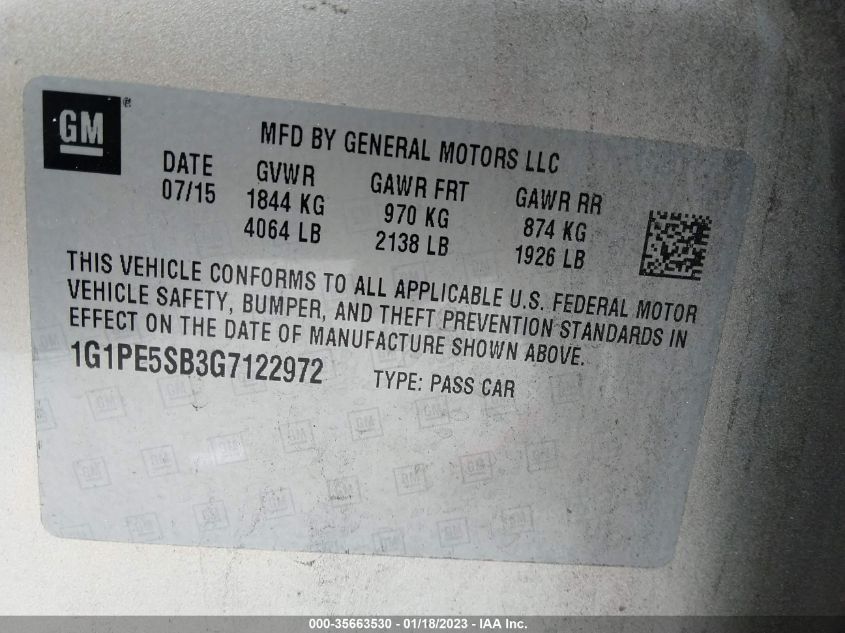 GM ®
MFD BY GENERAL MOTORS LLC
DATE GVWR GAWR FRT GAWR RR
07/15 1844 KG 970 KG 874 KG
4064 LB 2138 LB 1926 LB
THIS VEHICLE CONFORMS TO ALL APPLICABLE U.S. FEDERAL MOTOR
VEHICLE SAFETY, BUMPER, AND THEFT PREVENTION STANDARDS IN
EFFECT ON THE DATE OF MANUFACTURE SHOWN ABOVE.
1G1PE5SB3G7122972 TYPE: PASS CAR
000-35663530 - 01/18/2023 - IAA Inc.